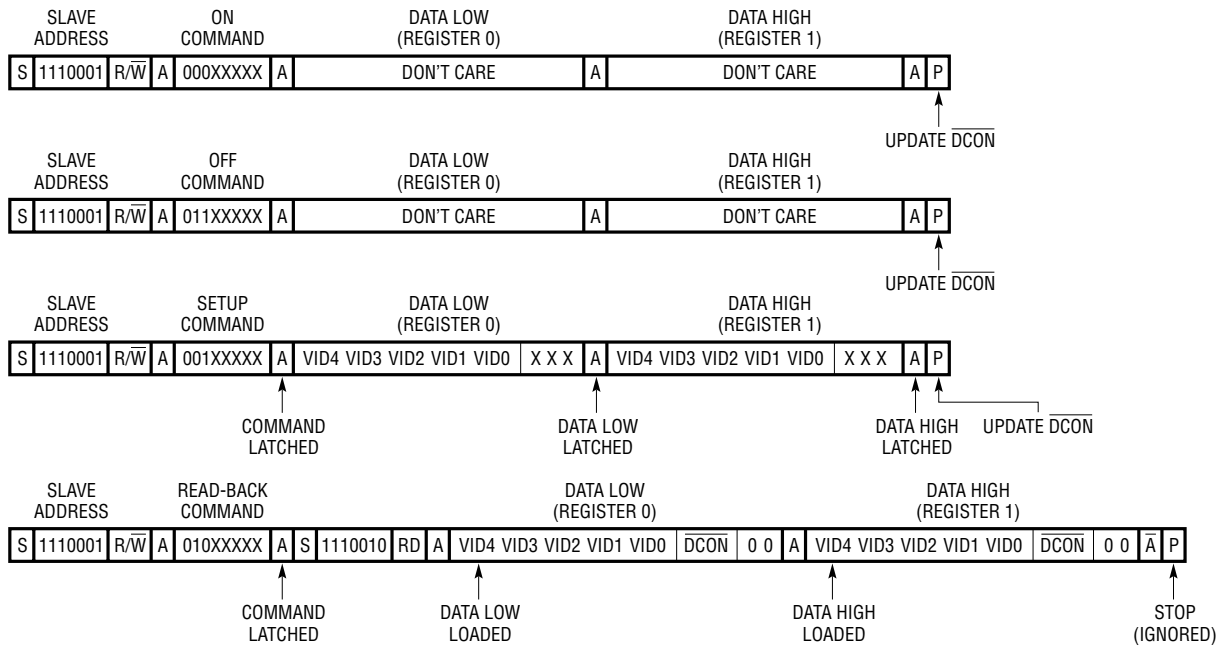 SLAVE ON DATA LOW DATA HIGH
ADDRESS COMMAND (REGISTER 0) (REGISTER 1)
S 1110001 R/W̅ A 000XXXXX A DON'T CARE A DON'T CARE A P
UPDATE D̅C̅O̅N̅
SLAVE OFF DATA LOW DATA HIGH
ADDRESS COMMAND (REGISTER 0) (REGISTER 1)
S 1110001 R/W̅ A 011XXXXX A DON'T CARE A DON'T CARE A P
UPDATE D̅C̅O̅N̅
SLAVE SETUP DATA LOW DATA HIGH
ADDRESS COMMAND (REGISTER 0) (REGISTER 1)
S 1110001 R/W̅ A 001XXXXX A VID4 VID3 VID2 VID1 VID0 X X X A VID4 VID3 VID2 VID1 VID0 X X X A P
COMMAND DATA LOW DATA HIGH UPDATE D̅C̅O̅N̅
LATCHED LATCHED LATCHED
SLAVE READ-BACK DATA LOW DATA HIGH
ADDRESS COMMAND (REGISTER 0) (REGISTER 1)
S 1110001 R/W̅ A 010XXXXX A S 1110010 RD A VID4 VID3 VID2 VID1 VID0 D̅C̅O̅N̅ 0 0 A VID4 VID3 VID2 VID1 VID0 D̅C̅O̅N̅ 0 0 A̅ P
COMMAND DATA LOW DATA HIGH STOP
LATCHED LOADED LOADED (IGNORED)